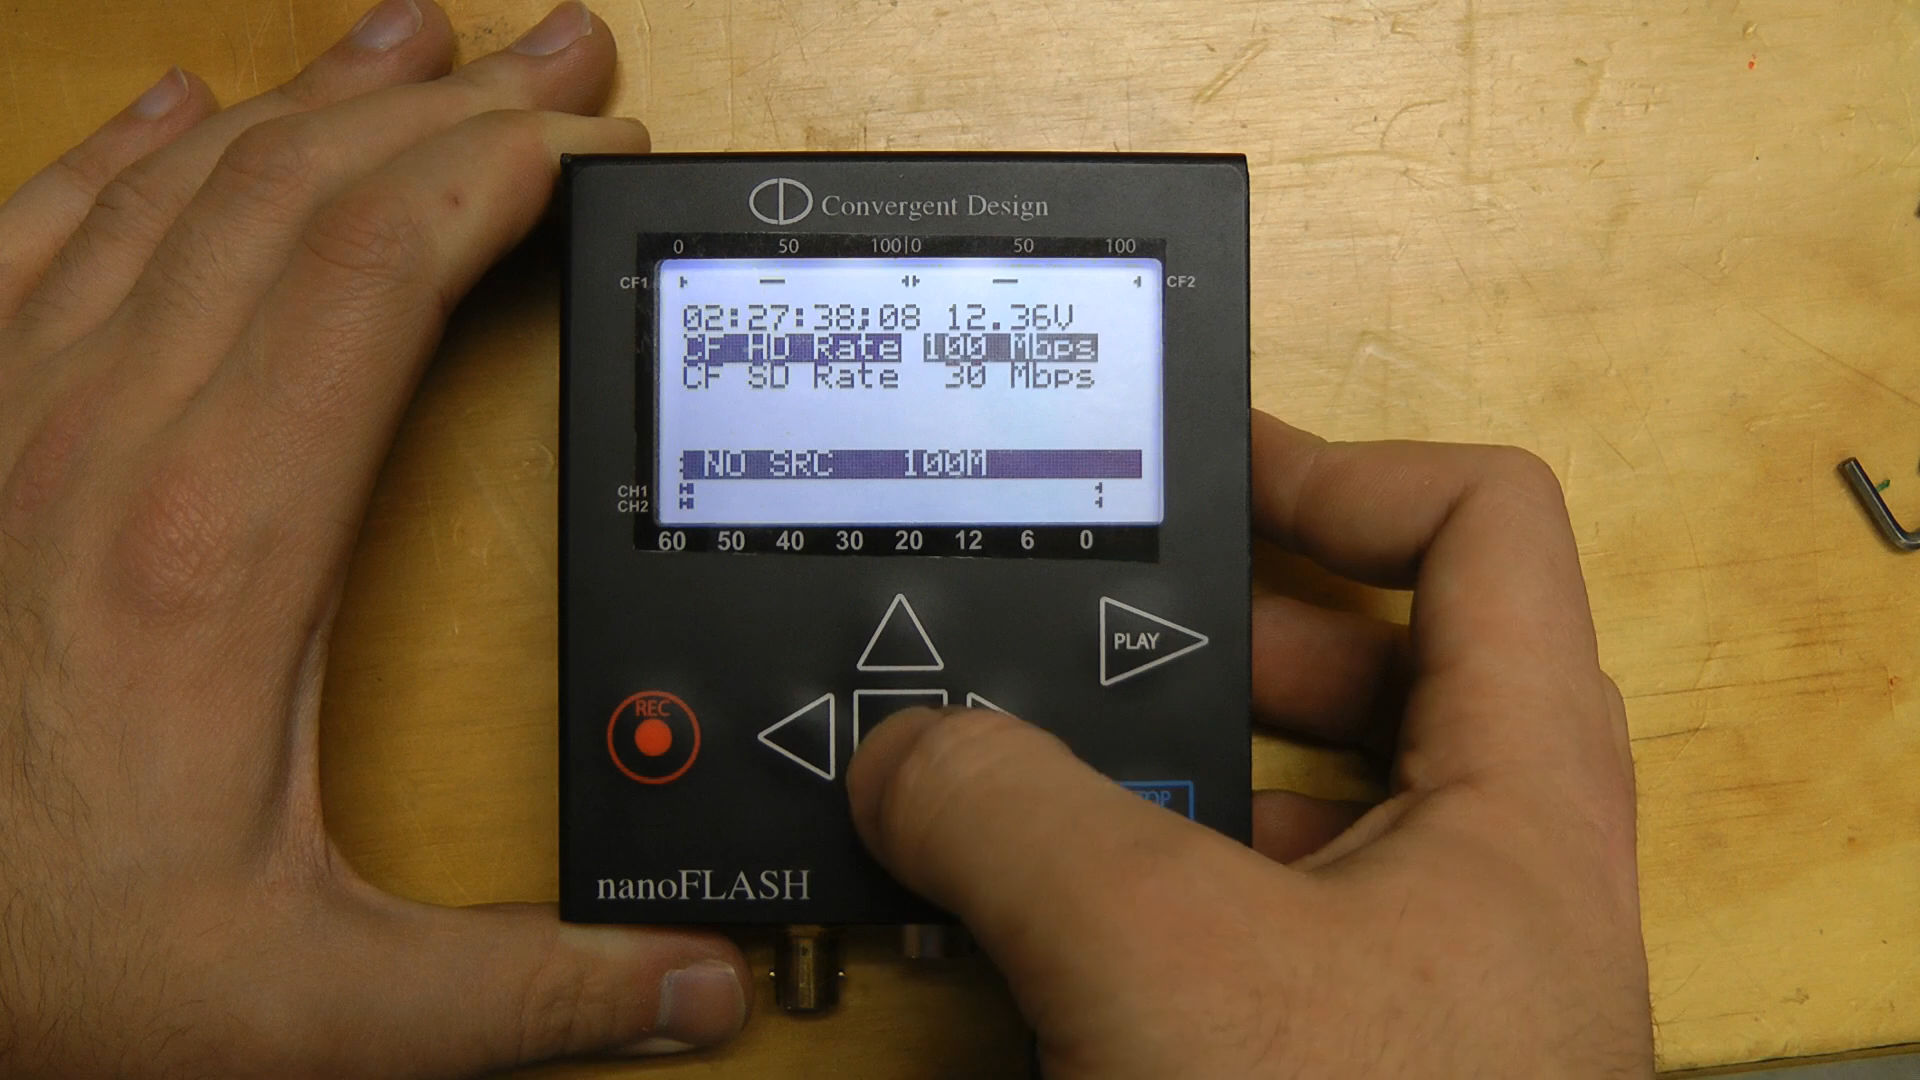 Convergent Design
0 50 100|0 50 100
CF1 CF2
02:27:38;08 12.36V
CF HD Rate 100 Mbps
CF SD Rate 30 Mbps
NO SRC 100M
CH1
CH2
60 50 40 30 20 12 6 0
PLAY
REC
nanoFLASH